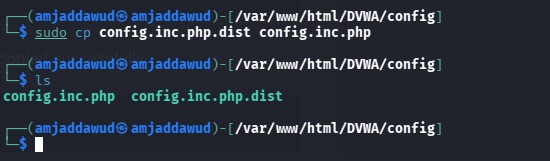 ┌──(amjaddawud㉿amjaddawud)-[/var/www/html/DVWA/config]
└─$ sudo cp config.inc.php.dist config.inc.php
┌──(amjaddawud㉿amjaddawud)-[/var/www/html/DVWA/config]
└─$ ls
config.inc.php  config.inc.php.dist
┌──(amjaddawud㉿amjaddawud)-[/var/www/html/DVWA/config]
└─$